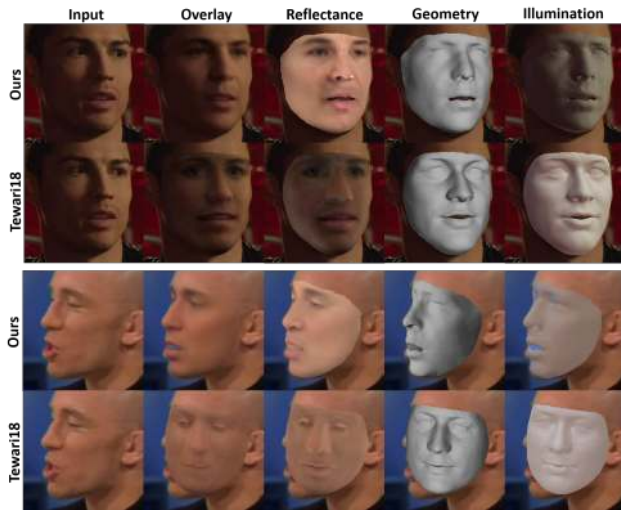 Input Overlay Reflectance Geometry Illumination
Ours
Tewari18
Ours
Tewari18